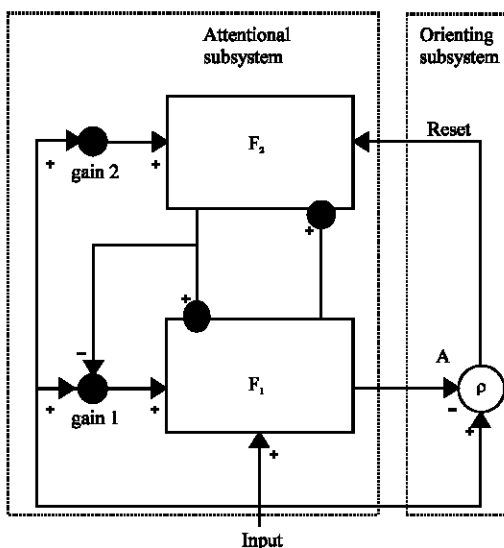 Attentional
subsystem
Orienting
subsystem
Reset
F₂
+
+
gain 2
+
+
−
A
F₁
ρ
−
+
+
+
gain 1
+
Input